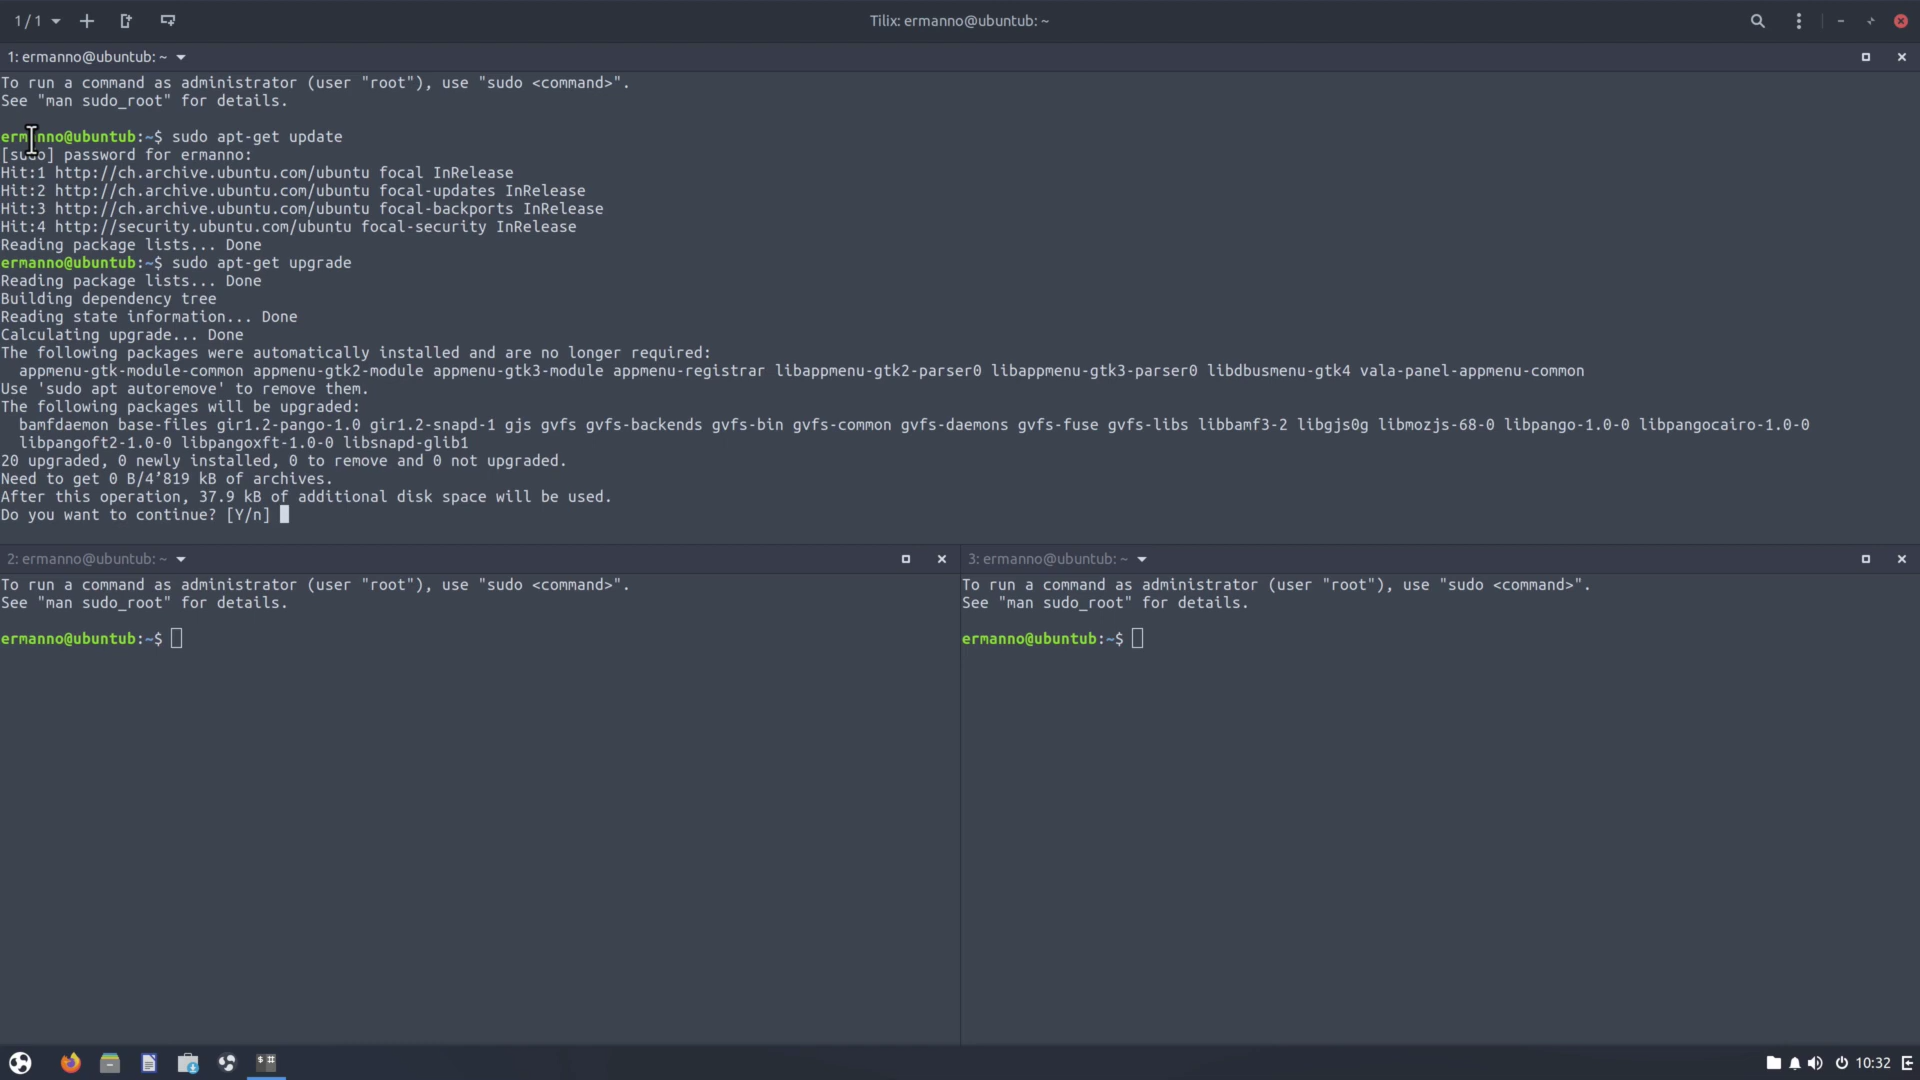 1 / 1
Tilix: ermanno@ubuntub: ~
1: ermanno@ubuntub: ~
To run a command as administrator (user "root"), use "sudo <command>".
See "man sudo_root" for details.
ermanno@ubuntub:~$ sudo apt-get update
[sudo] password for ermanno:
Hit:1 http://ch.archive.ubuntu.com/ubuntu focal InRelease
Hit:2 http://ch.archive.ubuntu.com/ubuntu focal-updates InRelease
Hit:3 http://ch.archive.ubuntu.com/ubuntu focal-backports InRelease
Hit:4 http://security.ubuntu.com/ubuntu focal-security InRelease
Reading package lists... Done
ermanno@ubuntub:~$ sudo apt-get upgrade
Reading package lists... Done
Building dependency tree
Reading state information... Done
Calculating upgrade... Done
The following packages were automatically installed and are no longer required:
appmenu-gtk-module-common appmenu-gtk2-module appmenu-gtk3-module appmenu-registrar libappmenu-gtk2-parser0 libappmenu-gtk3-parser0 libdbusmenu-gtk4 vala-panel-appmenu-common
Use 'sudo apt autoremove' to remove them.
The following packages will be upgraded:
bamfdaemon base-files gir1.2-pango-1.0 gir1.2-snapd-1 gjs gvfs gvfs-backends gvfs-bin gvfs-common gvfs-daemons gvfs-fuse gvfs-libs libbamf3-2 libgjs0g libmozjs-68-0 libpango-1.0-0 libpangocairo-1.0-0
libpangoft2-1.0-0 libpangoxft-1.0-0 libsnapd-glib1
20 upgraded, 0 newly installed, 0 to remove and 0 not upgraded.
Need to get 0 B/4’819 kB of archives.
After this operation, 37.9 kB of additional disk space will be used.
Do you want to continue? [Y/n]
2: ermanno@ubuntub: ~
To run a command as administrator (user "root"), use "sudo <command>".
See "man sudo_root" for details.
ermanno@ubuntub:~$
3: ermanno@ubuntub: ~
To run a command as administrator (user "root"), use "sudo <command>".
See "man sudo_root" for details.
ermanno@ubuntub:~$
10:32